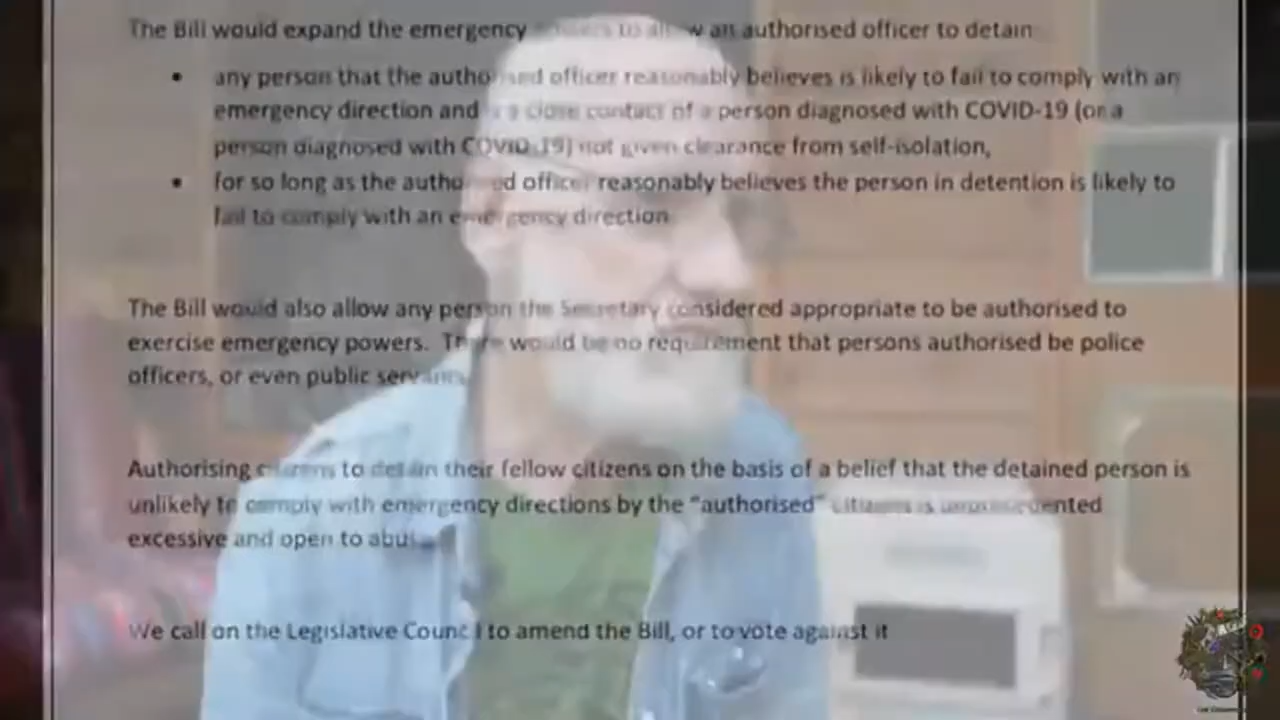 The Bill would expand the emergency powers to allow an authorised officer to detain
• any person that the authorised officer reasonably believes is likely to fail to comply with an
emergency direction and is a close contact of a person diagnosed with COVID-19 (or a
person diagnosed with COVID-19) not given clearance from self-isolation,
• for so long as the authorised officer reasonably believes the person in detention is likely to
fail to comply with an emergency direction
The Bill would also allow any person the Secretary considered appropriate to be authorised to
exercise emergency powers. There would be no requirement that persons authorised be police
officers, or even public servants
Authorising citizens to detain their fellow citizens on the basis of a belief that the detained person is
unlikely to comply with emergency directions by the “authorised” citizens is unprecedented
excessive and open to abuse
We call on the Legislative Council to amend the Bill, or to vote against it